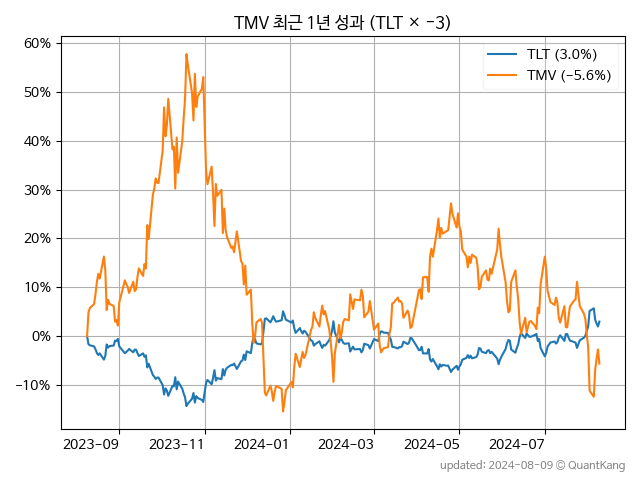 TMV 최근 1년 성과 (TLT × −3)
TLT (3.0%)
TMV (−5.6%)
60%
50%
40%
30%
20%
10%
0%
−10%
2023-09 2023-11 2024-01 2024-03 2024-05 2024-07
updated: 2024-08-09 © QuantKang